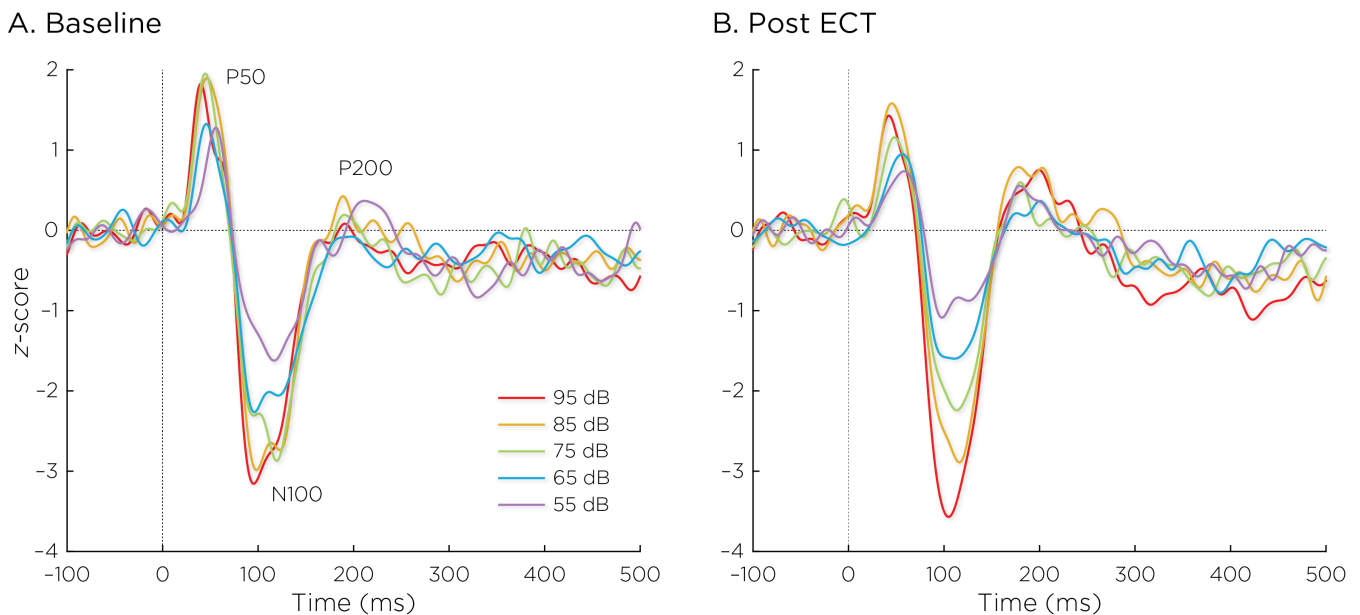 A. Baseline
B. Post ECT
2
1
0
−1
−2
−3
−4
z-score
P50
P200
N100
95 dB
85 dB
75 dB
65 dB
55 dB
−100 0 100 200 300 400 500
Time (ms)
2
1
0
−1
−2
−3
−4
−100 0 100 200 300 400 500
Time (ms)